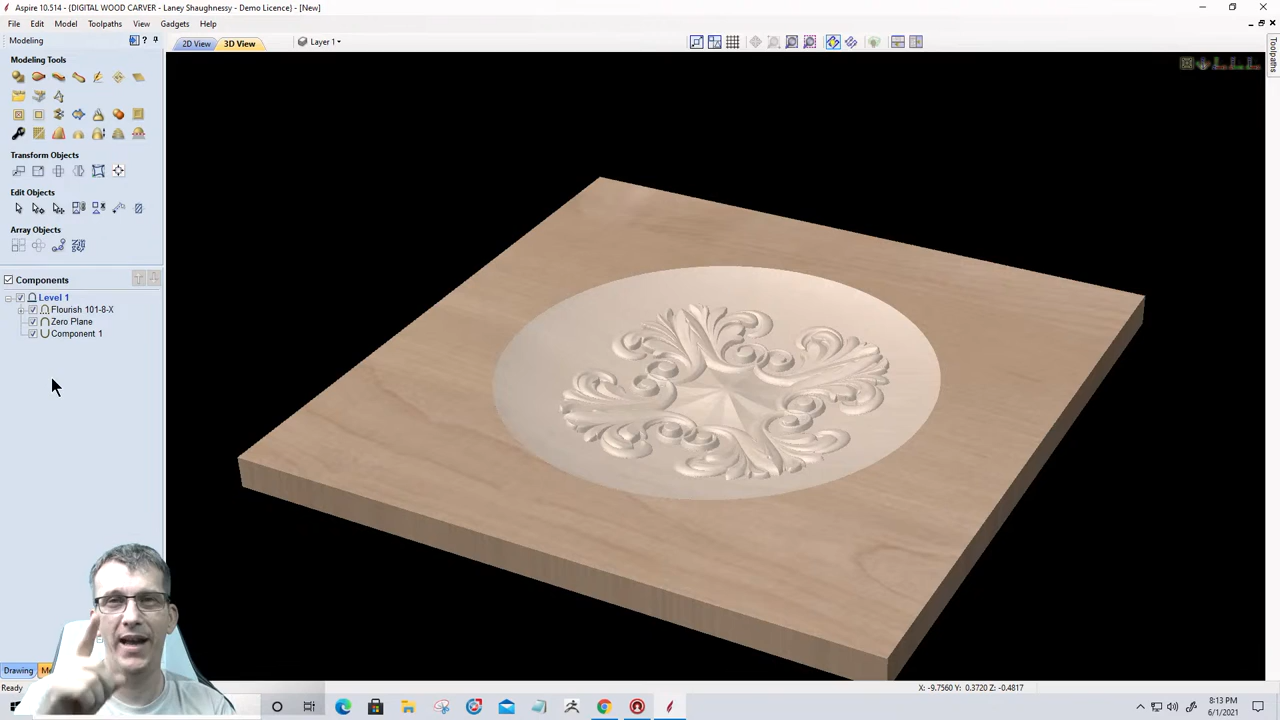 Aspire 10.514 - (DIGITAL WOOD CARVER - Laney Shaughnessy - Demo Licence) - [New]
File Edit Model Toolpaths View Gadgets Help
Modeling
2D View 3D View Layer 1
Toolpaths
Modeling Tools
Transform Objects
Edit Objects
Array Objects
Components
Level 1
Flourish 101-8-X
Zero Plane
Component 1
Drawing
Ready
X: -9.7560 Y: 0.3720 Z: -0.4817
8:13 PM
6/1/2021